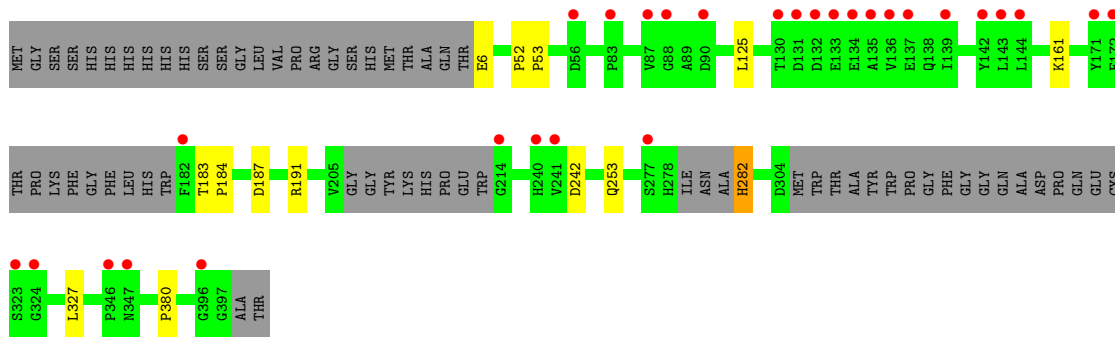 MET GLY SER SER HIS HIS HIS HIS HIS HIS SER SER GLY LEU VAL PRO ARG GLY SER HIS MET THR ALA GLN THR E6 P52 P53 D56 P83 V87 G88 A89 D90 L125 T130 D131 D132 E133 E134 A135 V136 E137 Q138 I139 Y142 L143 L144 K161 Y171
THR PRO LYS PHE GLY PHE LEU HIS TRP F182 T183 P184 D187 R191 V205 GLY GLY TYR LYS HIS PRO GLU TRP G214 H240 V241 D242 Q253 S277 H278 ILE ASN ALA H282 D304 MET TRP THR ALA TYR TRP PRO GLY PHE GLY GLY GLN ALA ASP PRO GLN GLU CYS
S323 G324 L327 P346 N347 P380 G396 G397 ALA THR